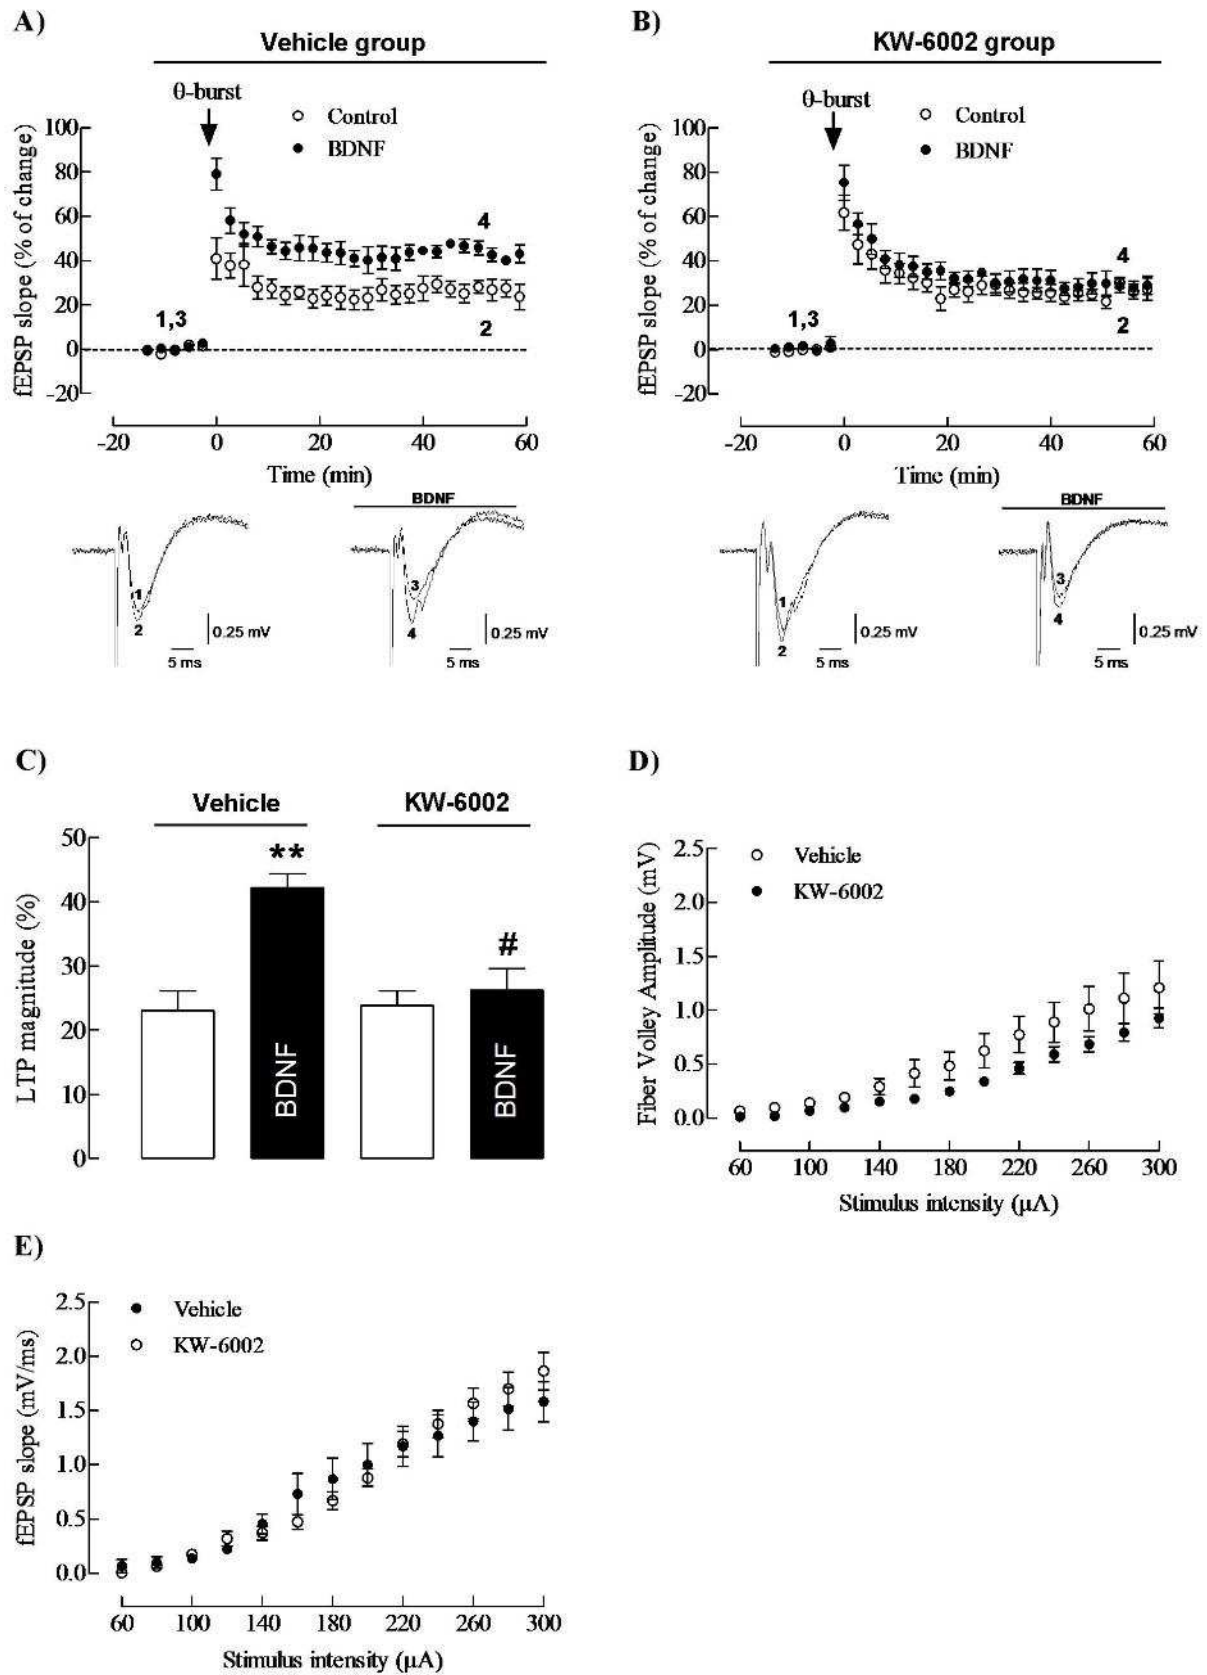 A)
Vehicle group
θ-burst
Control
BDNF
fEPSP slope (% of change)
100
80
60
40
20
0
-20
1,3
4
2
-20 0 20 40 60
Time (min)
1
2
0.25 mV
5 ms
BDNF
3
4
0.25 mV
5 ms
B)
KW-6002 group
θ-burst
Control
BDNF
fEPSP slope (% of change)
100
80
60
40
20
0
-20
1,3
4
2
-20 0 20 40 60
Time (min)
1
2
0.25 mV
5 ms
BDNF
3
4
0.25 mV
5 ms
C)
Vehicle KW-6002
LTP magnitude (%)
50
40
30
20
10
0
**
#
BDNF
BDNF
D)
Vehicle
KW-6002
Fiber Volley Amplitude (mV)
2.5
2.0
1.5
1.0
0.5
0.0
60 100 140 180 220 260 300
Stimulus intensity (μA)
E)
Vehicle
KW-6002
fEPSP slope (mV/ms)
2.5
2.0
1.5
1.0
0.5
0.0
60 100 140 180 220 260 300
Stimulus intensity (μA)